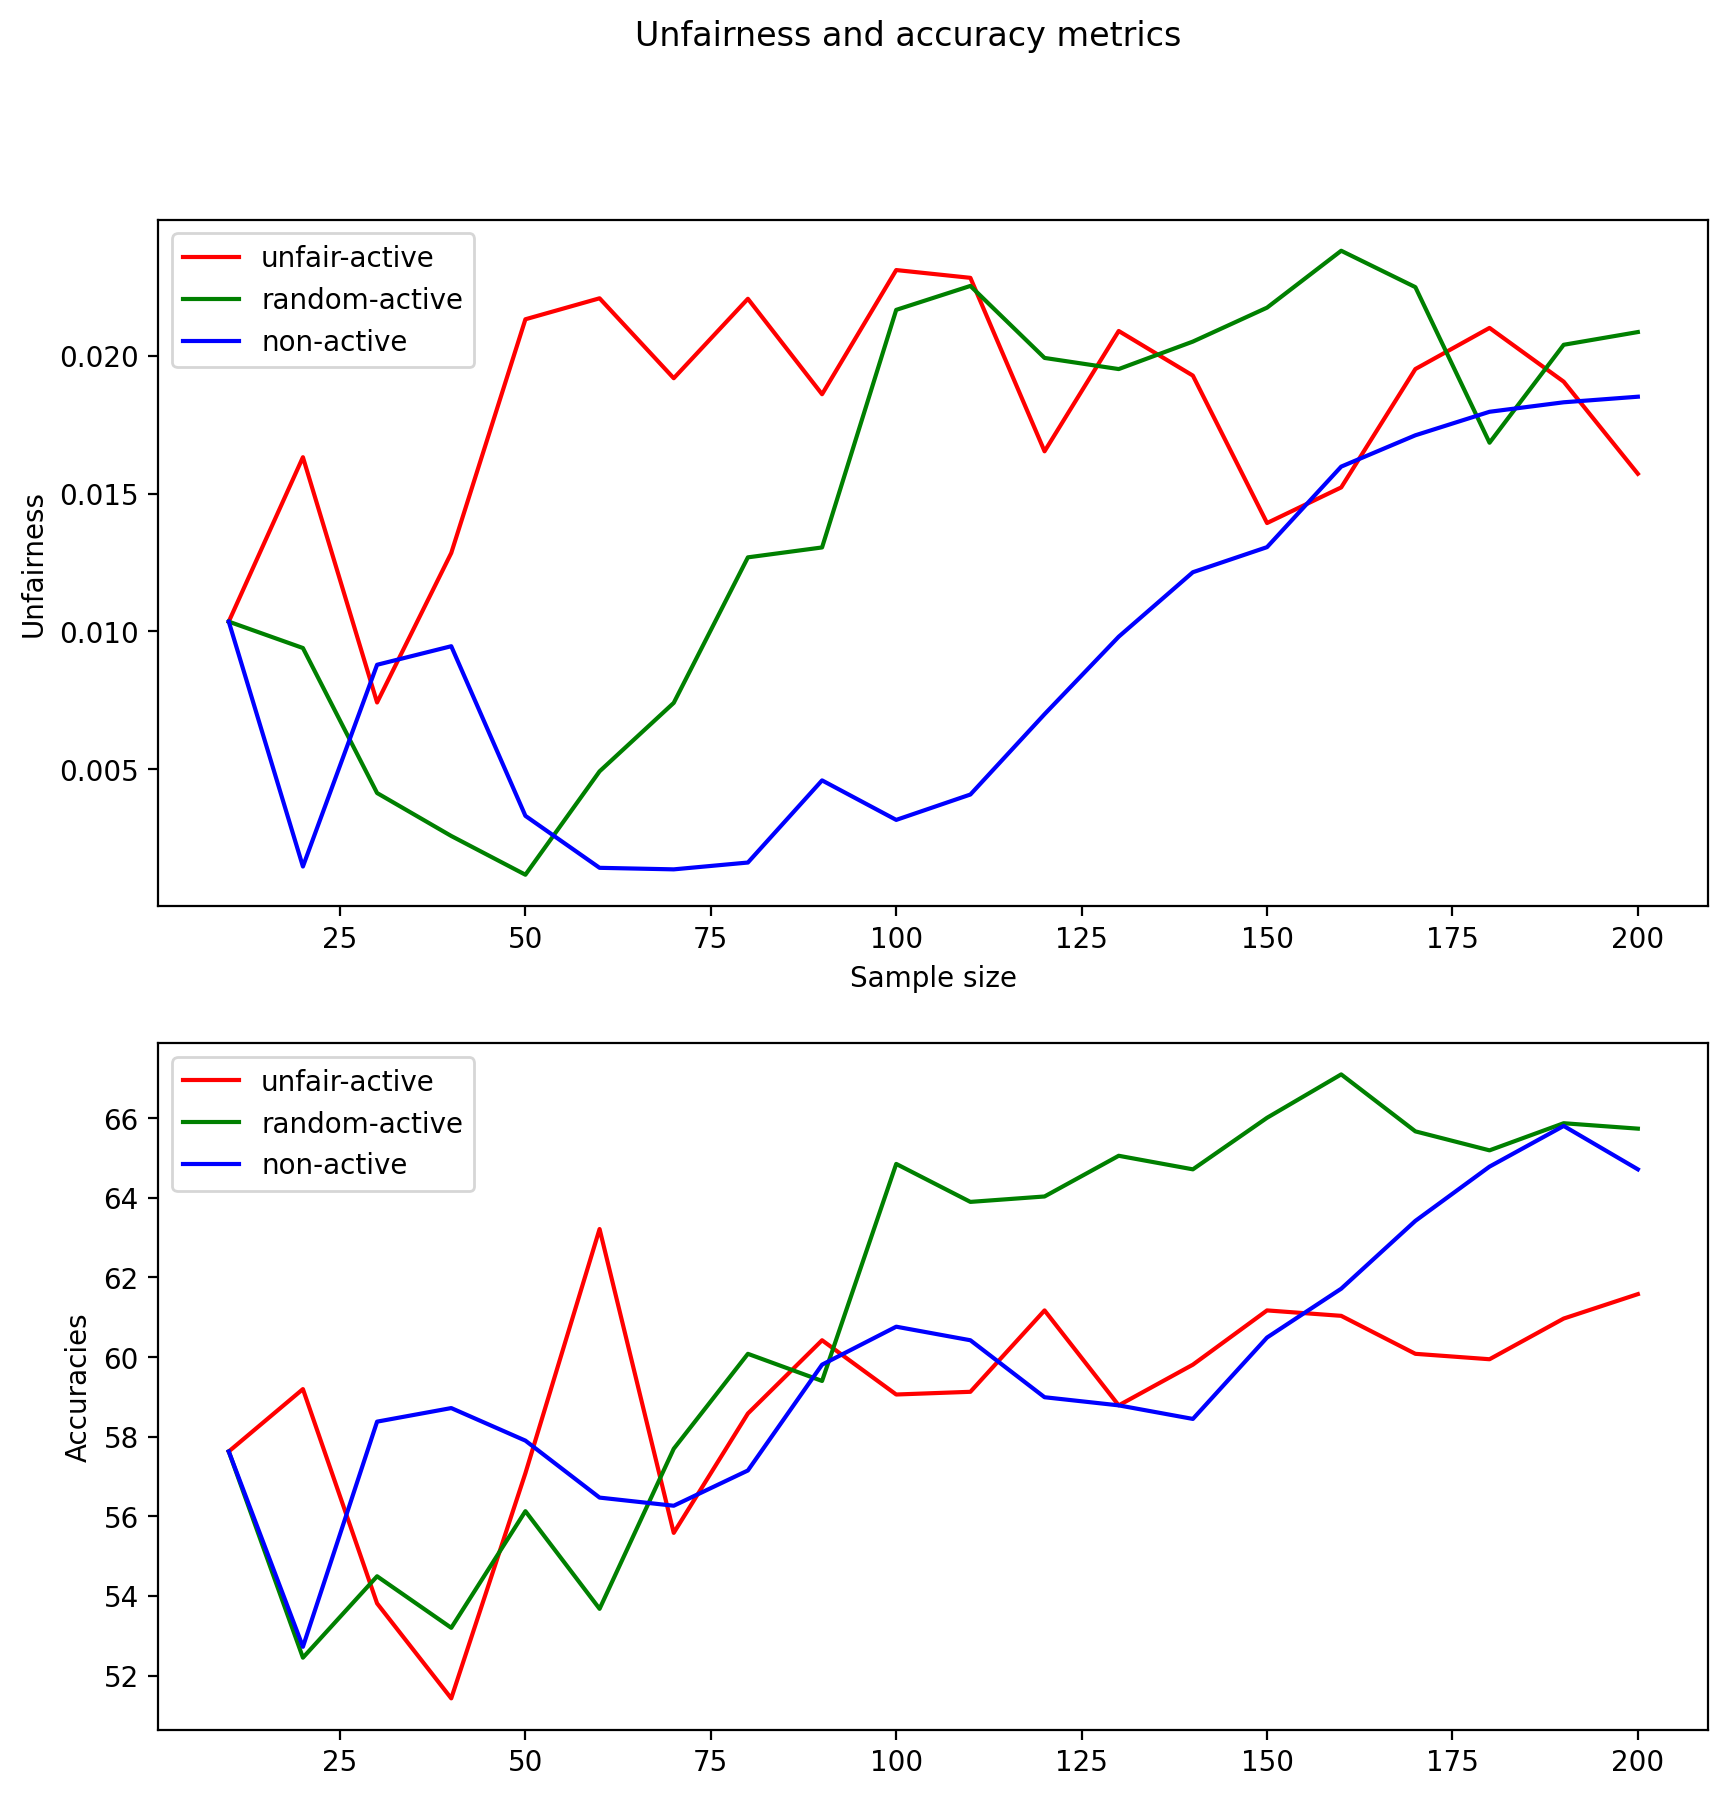 Unfairness and accuracy metrics
unfair-active
random-active
non-active
0.020
0.015
0.010
0.005
Unfairness
25 50 75 100 125 150 175 200
Sample size
unfair-active
random-active
non-active
66
64
62
60
58
56
54
52
Accuracies
25 50 75 100 125 150 175 200